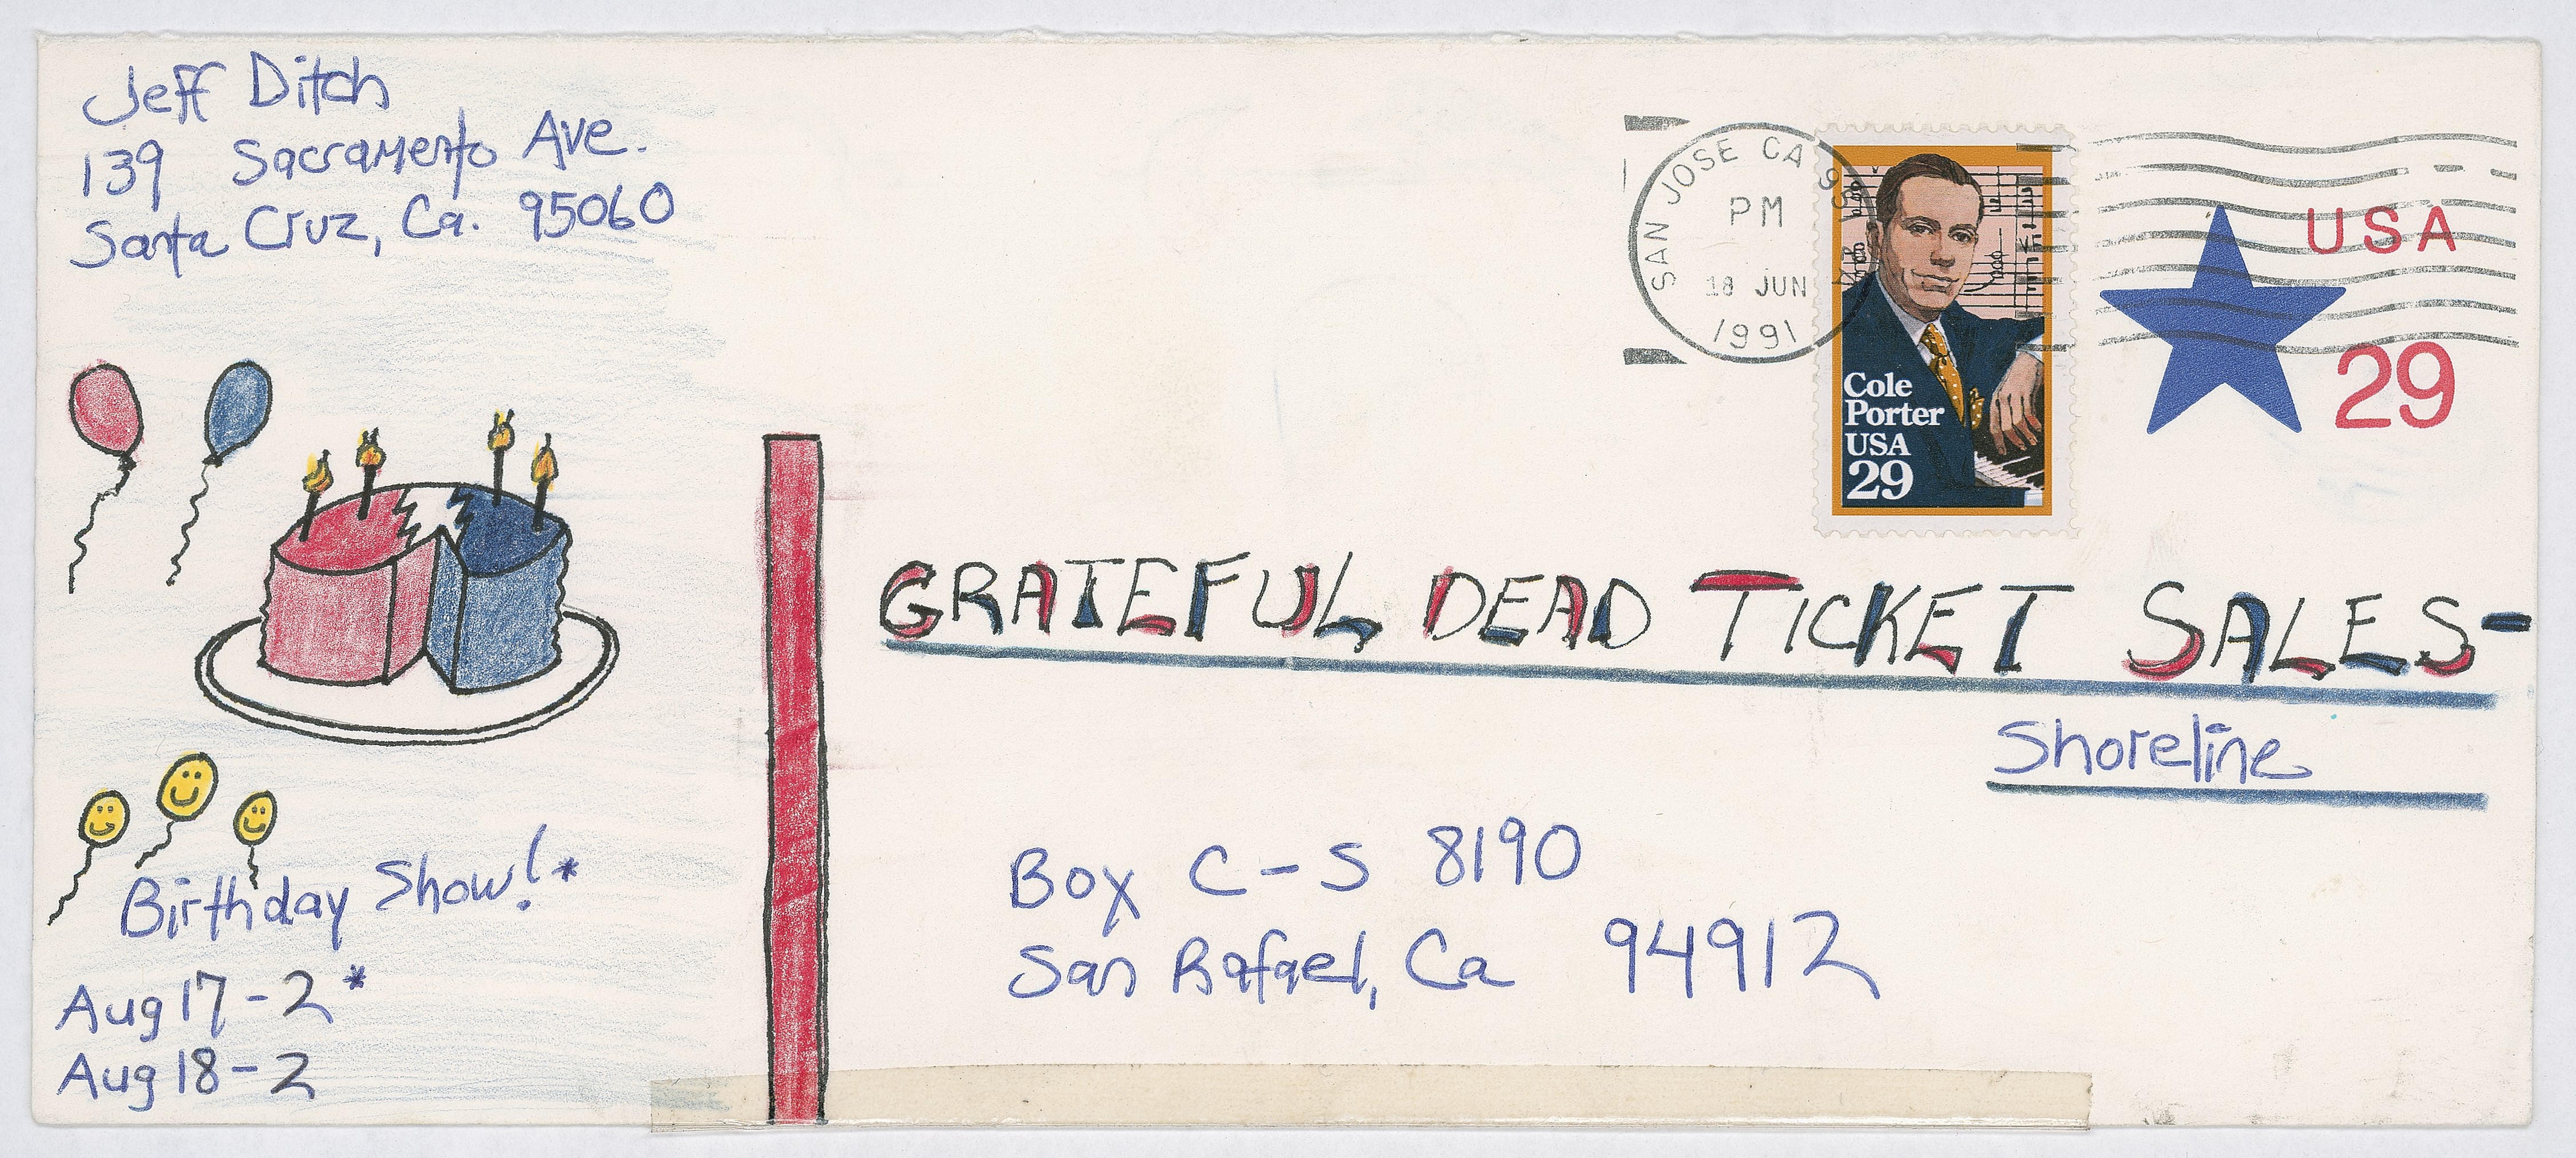 Jeff Ditch
139 Sacramento Ave.
Santa Cruz, Ca. 95060
SAN JOSE CA
PM
18 JUN
1991
Cole
Porter
USA
29
USA
29
GRATEFUL DEAD TICKET SALES-
Shoreline
Box C-S 8190
San Rafael, Ca 94912
Birthday Show!*
Aug 17-2*
Aug 18-2